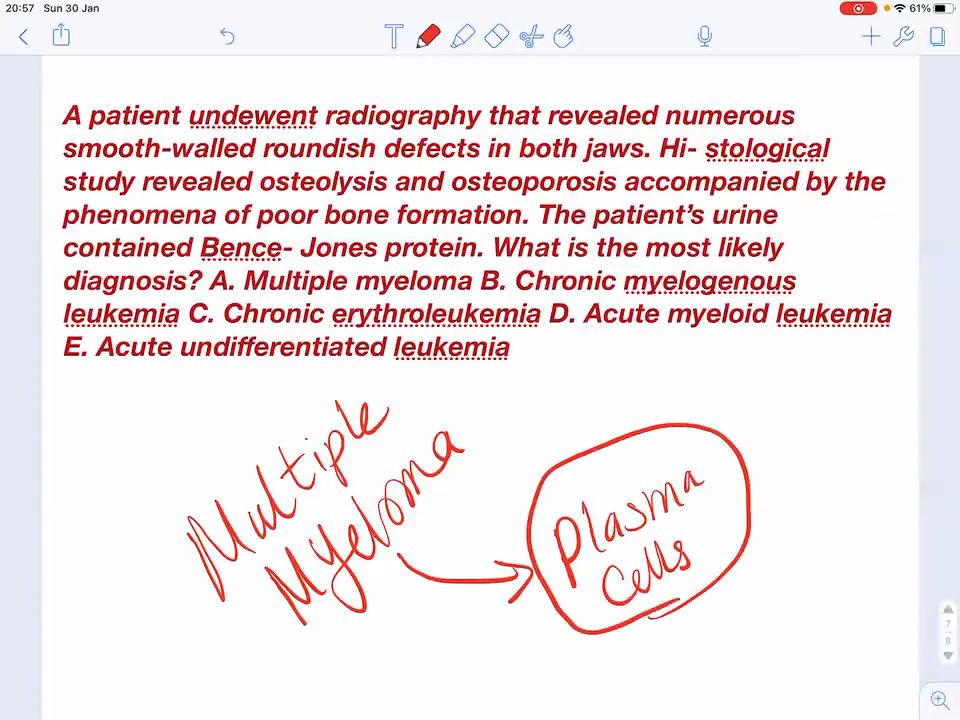 20:57 Sun 30 Jan
61%
A patient undewent radiography that revealed numerous
smooth-walled roundish defects in both jaws. Hi- stological
study revealed osteolysis and osteoporosis accompanied by the
phenomena of poor bone formation. The patient's urine
contained Bence- Jones protein. What is the most likely
diagnosis? A. Multiple myeloma B. Chronic myelogenous
leukemia C. Chronic erythroleukemia D. Acute myeloid leukemia
E. Acute undifferentiated leukemia
Multiple
Myeloma
Plasma
Cells
7
8